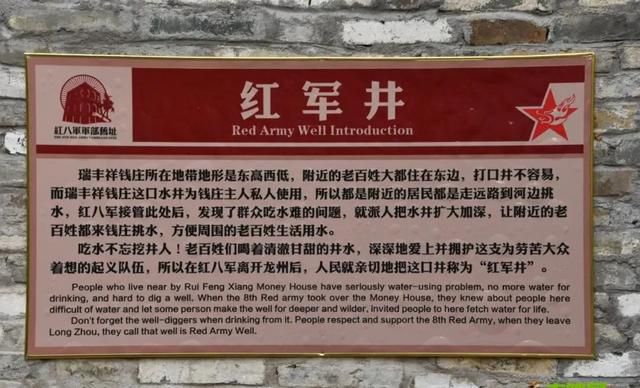 红军井
Red Army Well Introduction
紅八軍軍部舊址
瑞丰祥钱庄所在地带地形是东高西低，附近的老百姓大都住在东边，打口井不容易，
而瑞丰祥钱庄这口水井为钱庄主人私人使用，所以都是附近的居民都是走远路到河边挑
水，红八军接管此处后，发现了群众吃水难的问题，就派人把水井扩大加深，让附近的老
百姓都来钱庄挑水，方便周围的老百姓生活用水。
吃水不忘挖井人！老百姓们喝着清澈甘甜的井水，深深地爱上并拥护这支为劳苦大众
着想的起义队伍，所以在红八军离开龙州后，人民就亲切地把这口井称为“红军井”。
People who live near by Rui Feng Xiang Money House have seriously water-using problem, no more water for
drinking, and hard to dig a well. When the 8th Red army took over the Money House, they knew about people here
difficult of water and let some person make the well for deeper and wilder, invited people to here fetch water for life.
Don't forget the well-diggers when drinking from it. People respect and support the 8th Red Army, when they leave
Long Zhou, they call that well is Red Army Well.